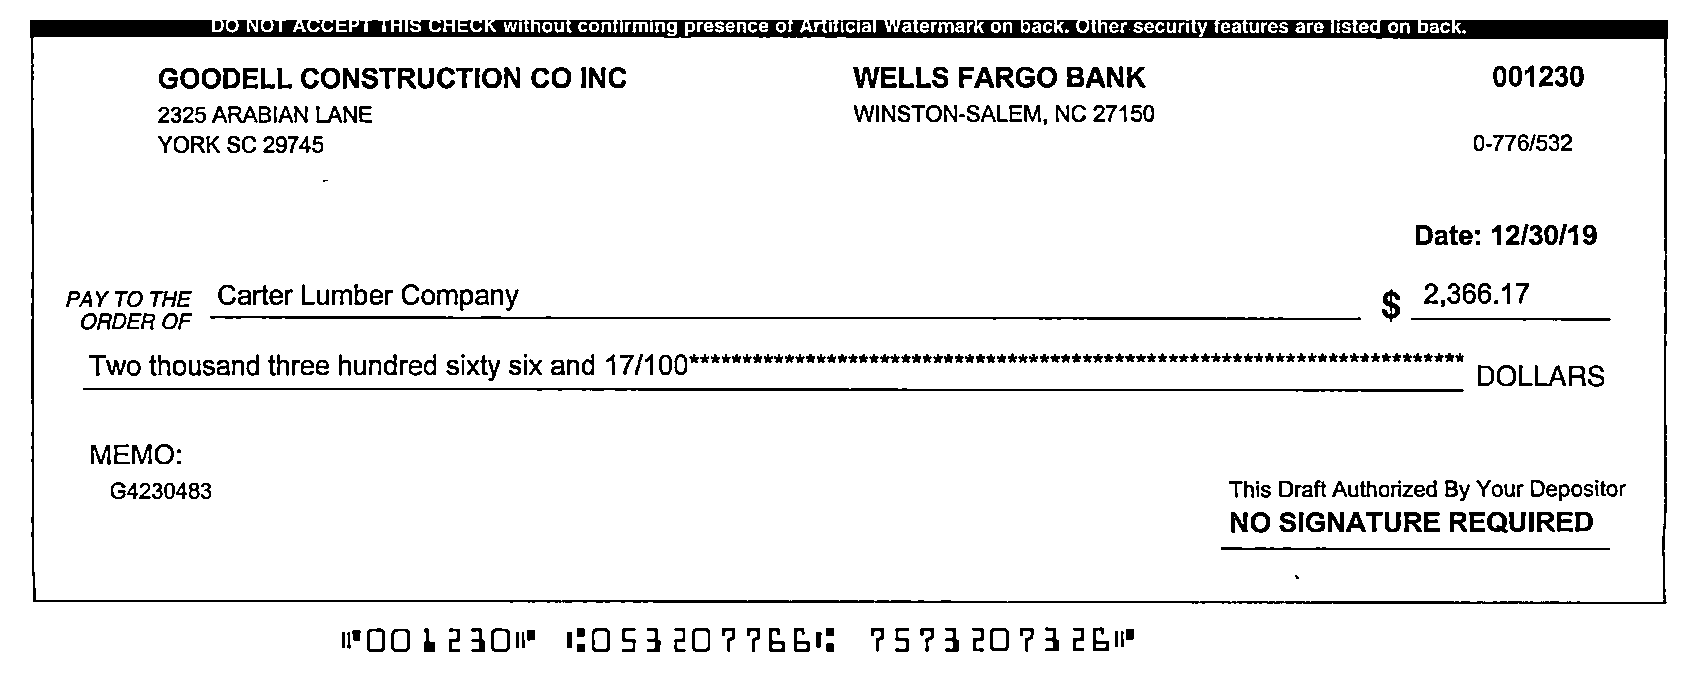 DO NOT ACCEPT THIS CHECK without confirming presence of Artificial Watermark on back. Other security features are listed on back.
GOODELL CONSTRUCTION CO INC WELLS FARGO BANK 001230
2325 ARABIAN LANE WINSTON-SALEM, NC 27150
YORK SC 29745 0-776/532
Date: 12/30/19
PAY TO THE ORDER OF Carter Lumber Company $ 2,366.17
Two thousand three hundred sixty six and 17/100************************************************************************** DOLLARS
MEMO:
G4230483
This Draft Authorized By Your Depositor
NO SIGNATURE REQUIRED
⑈001230⑈ ⑆053207766⑆ 7573207326⑈